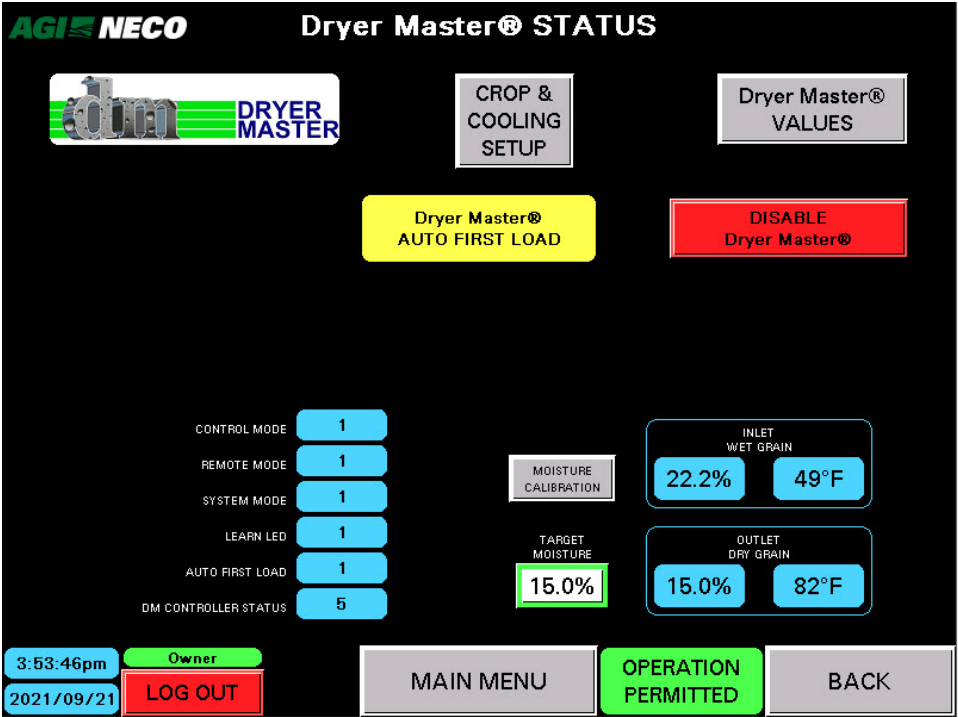 AGI NECO
Dryer Master® STATUS
dm DRYER
MASTER
CROP &
COOLING
SETUP
Dryer Master®
VALUES
Dryer Master®
AUTO FIRST LOAD
DISABLE
Dryer Master®
CONTROL MODE 1
REMOTE MODE 1
SYSTEM MODE 1
LEARN LED 1
AUTO FIRST LOAD 1
DM CONTROLLER STATUS 5
MOISTURE
CALIBRATION
TARGET
MOISTURE
15.0%
INLET
WET GRAIN
22.2% 49°F
OUTLET
DRY GRAIN
15.0% 82°F
3:53:46pm
2021/09/21
Owner
LOG OUT
MAIN MENU
OPERATION
PERMITTED
BACK